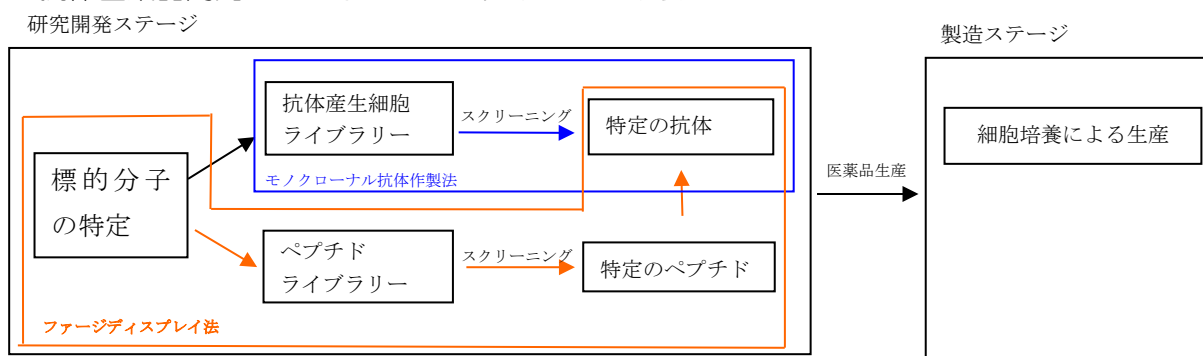 研究開発ステージ
製造ステージ
抗体産生細胞
ライブラリー
スクリーニング
特定の抗体
細胞培養による生産
標的分子
の特定
モノクローナル抗体作製法
医薬品生産
ペプチド
ライブラリー
スクリーニング
特定のペプチド
ファージディスプレイ法